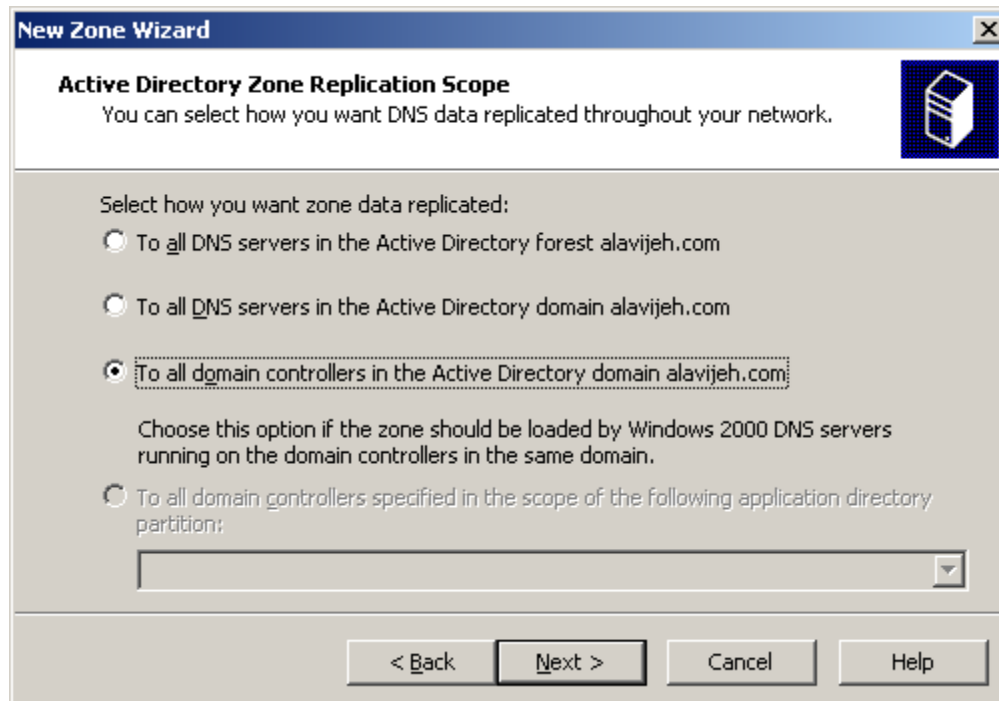 New Zone Wizard
Active Directory Zone Replication Scope
You can select how you want DNS data replicated throughout your network.
Select how you want zone data replicated:
To all DNS servers in the Active Directory forest alavijeh.com
To all DNS servers in the Active Directory domain alavijeh.com
To all domain controllers in the Active Directory domain alavijeh.com
Choose this option if the zone should be loaded by Windows 2000 DNS servers
running on the domain controllers in the same domain.
To all domain controllers specified in the scope of the following application directory
partition:
< Back
Next >
Cancel
Help